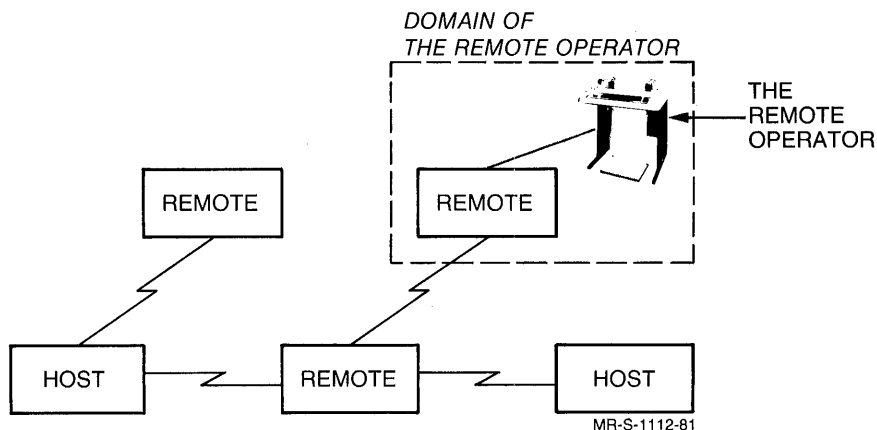 DOMAIN OF
THE REMOTE OPERATOR
THE
REMOTE
OPERATOR
REMOTE
REMOTE
HOST
REMOTE
HOST
MR-S-1112-81